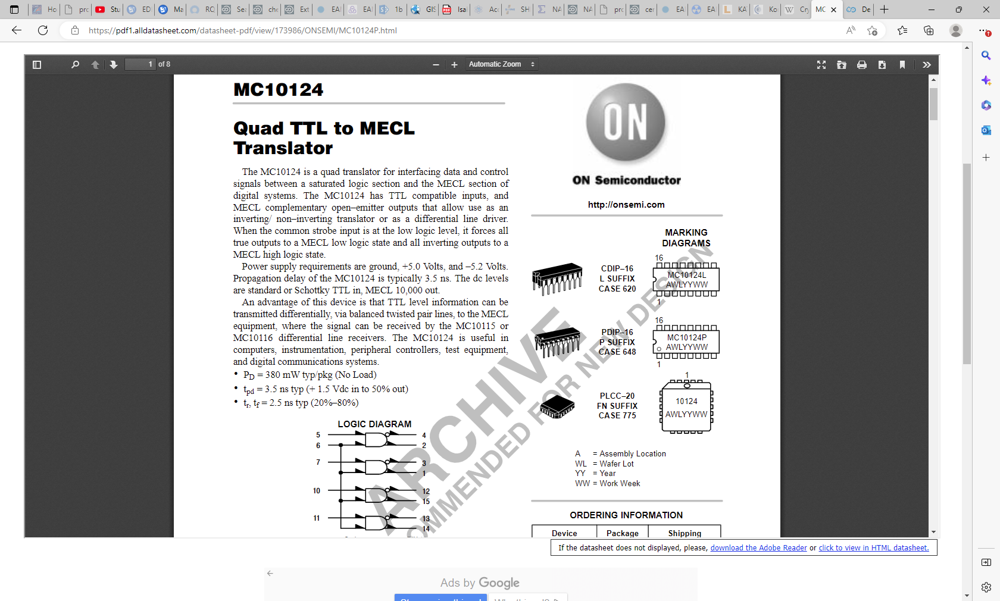 Ho
pro
Stu
ED
Ma
RQ
Sea
che
Ext
EAI
EAI
1b
GIS
Isal
Acc
SH
NA
NA
pro
cer
EAI
EA
KA
Ko
Cry
MC
De
https://pdf1.alldatasheet.com/datasheet-pdf/view/173986/ONSEMI/MC10124P.html
1 of 8
Automatic Zoom
MC10124
Quad TTL to MECL
Translator
The MC10124 is a quad translator for interfacing data and control
signals between a saturated logic section and the MECL section of
digital systems. The MC10124 has TTL compatible inputs, and
MECL complementary open–emitter outputs that allow use as an
inverting/ non–inverting translator or as a differential line driver.
When the common strobe input is at the low logic level, it forces all
true outputs to a MECL low logic state and all inverting outputs to a
MECL high logic state.
Power supply requirements are ground, +5.0 Volts, and –5.2 Volts.
Propagation delay of the MC10124 is typically 3.5 ns. The dc levels
are standard or Schottky TTL in, MECL 10,000 out.
An advantage of this device is that TTL level information can be
transmitted differentially, via balanced twisted pair lines, to the MECL
equipment, where the signal can be received by the MC10115 or
MC10116 differential line receivers. The MC10124 is useful in
computers, instrumentation, peripheral controllers, test equipment,
and digital communications systems.
• PD = 380 mW typ/pkg (No Load)
• tpd = 3.5 ns typ (+ 1.5 Vdc in to 50% out)
• tr, tf = 2.5 ns typ (20%–80%)
LOGIC DIAGRAM
5 4
6 2
7 3
1
10 12
15
11 13
14
ON
ON Semiconductor
http://onsemi.com
MARKING
DIAGRAMS
16
CDIP–16
L SUFFIX
CASE 620
MC10124L
AWLYYWW
1
16
PDIP–16
P SUFFIX
CASE 648
MC10124P
AWLYYWW
1
1
PLCC–20
FN SUFFIX
CASE 775
10124
AWLYYWW
A = Assembly Location
WL = Wafer Lot
YY = Year
WW = Work Week
ORDERING INFORMATION
Device Package Shipping
ARCHIVE
COMMENDED FOR NEW DESIGN
If the datasheet does not displayed, please, download the Adobe Reader or click to view in HTML datasheet.
Ads by Google